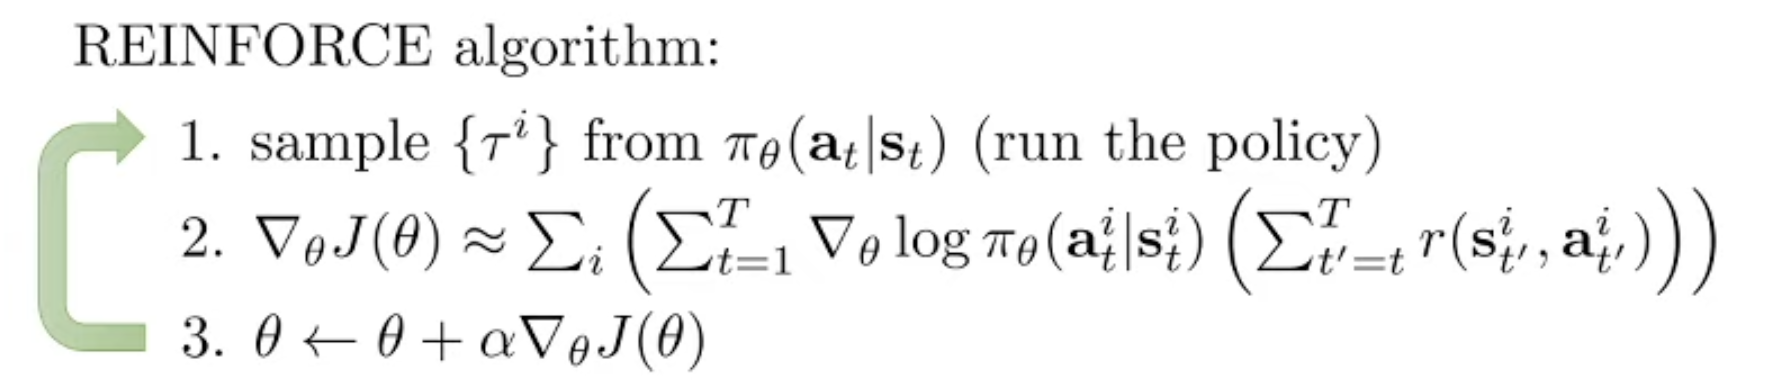 REINFORCE algorithm:
1. sample {τ^i} from π_θ(a_t|s_t) (run the policy)
2. ∇_θ J(θ) ≈ ∑_i (∑_{t=1}^T ∇_θ log π_θ(a_t^i|s_t^i) (∑_{t'=t}^T r(s_{t'}^i, a_{t'}^i)))
3. θ ← θ + α∇_θ J(θ)